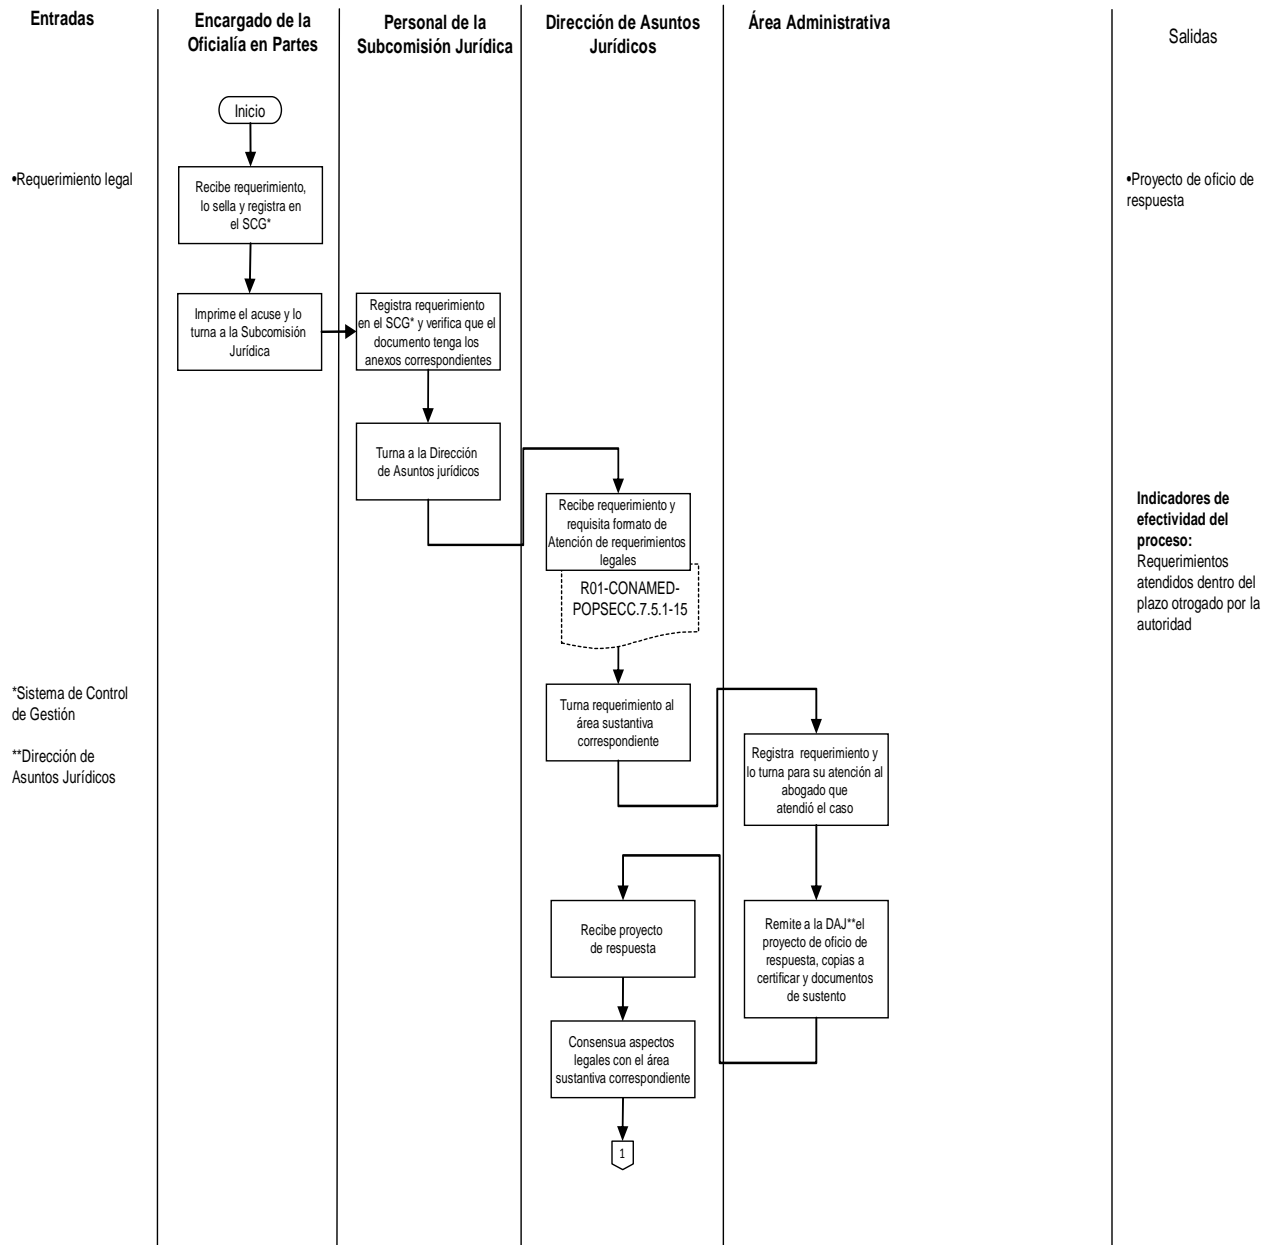 Entradas
Encargado de la
Oficialía en Partes
Personal de la
Subcomisión Jurídica
Dirección de Asuntos
Jurídicos
Área Administrativa
Salidas
Inicio
•Requerimiento legal
Recibe requerimiento,
lo sella y registra en
el SCG*
•Proyecto de oficio de
respuesta
Imprime el acuse y lo
turna a la Subcomisión
Jurídica
Registra requerimiento
en el SCG* y verifica que el
documento tenga los
anexos correspondientes
Turna a la Dirección
de Asuntos jurídicos
Recibe requerimiento y
requisita formato de
Atención de requerimientos
legales
R01-CONAMED-
POPSECC.7.5.1-15
Indicadores de
efectividad del
proceso:
Requerimientos
atendidos dentro del
plazo otrogado por la
autoridad
*Sistema de Control
de Gestión
**Dirección de
Asuntos Jurídicos
Turna requerimiento al
área sustantiva
correspondiente
Registra requerimiento y
lo turna para su atención al
abogado que
atendió el caso
Recibe proyecto
de respuesta
Remite a la DAJ**el
proyecto de oficio de
respuesta, copias a
certificar y documentos
de sustento
Consensua aspectos
legales con el área
sustantiva correspondiente
1